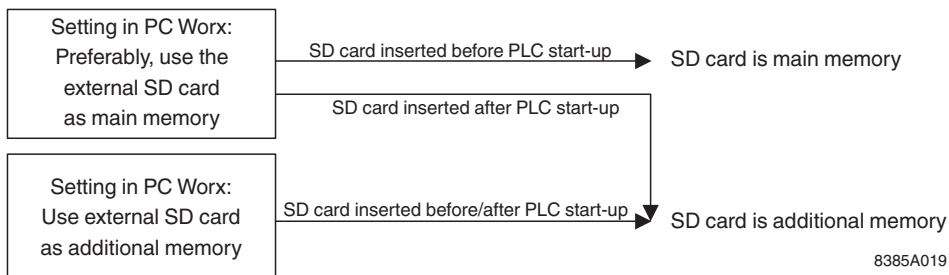 Setting in PC Worx:
Preferably, use the
external SD card
as main memory
SD card inserted before PLC start-up
SD card is main memory
SD card inserted after PLC start-up
Setting in PC Worx:
Use external SD card
as additional memory
SD card inserted before/after PLC start-up
SD card is additional memory
8385A019